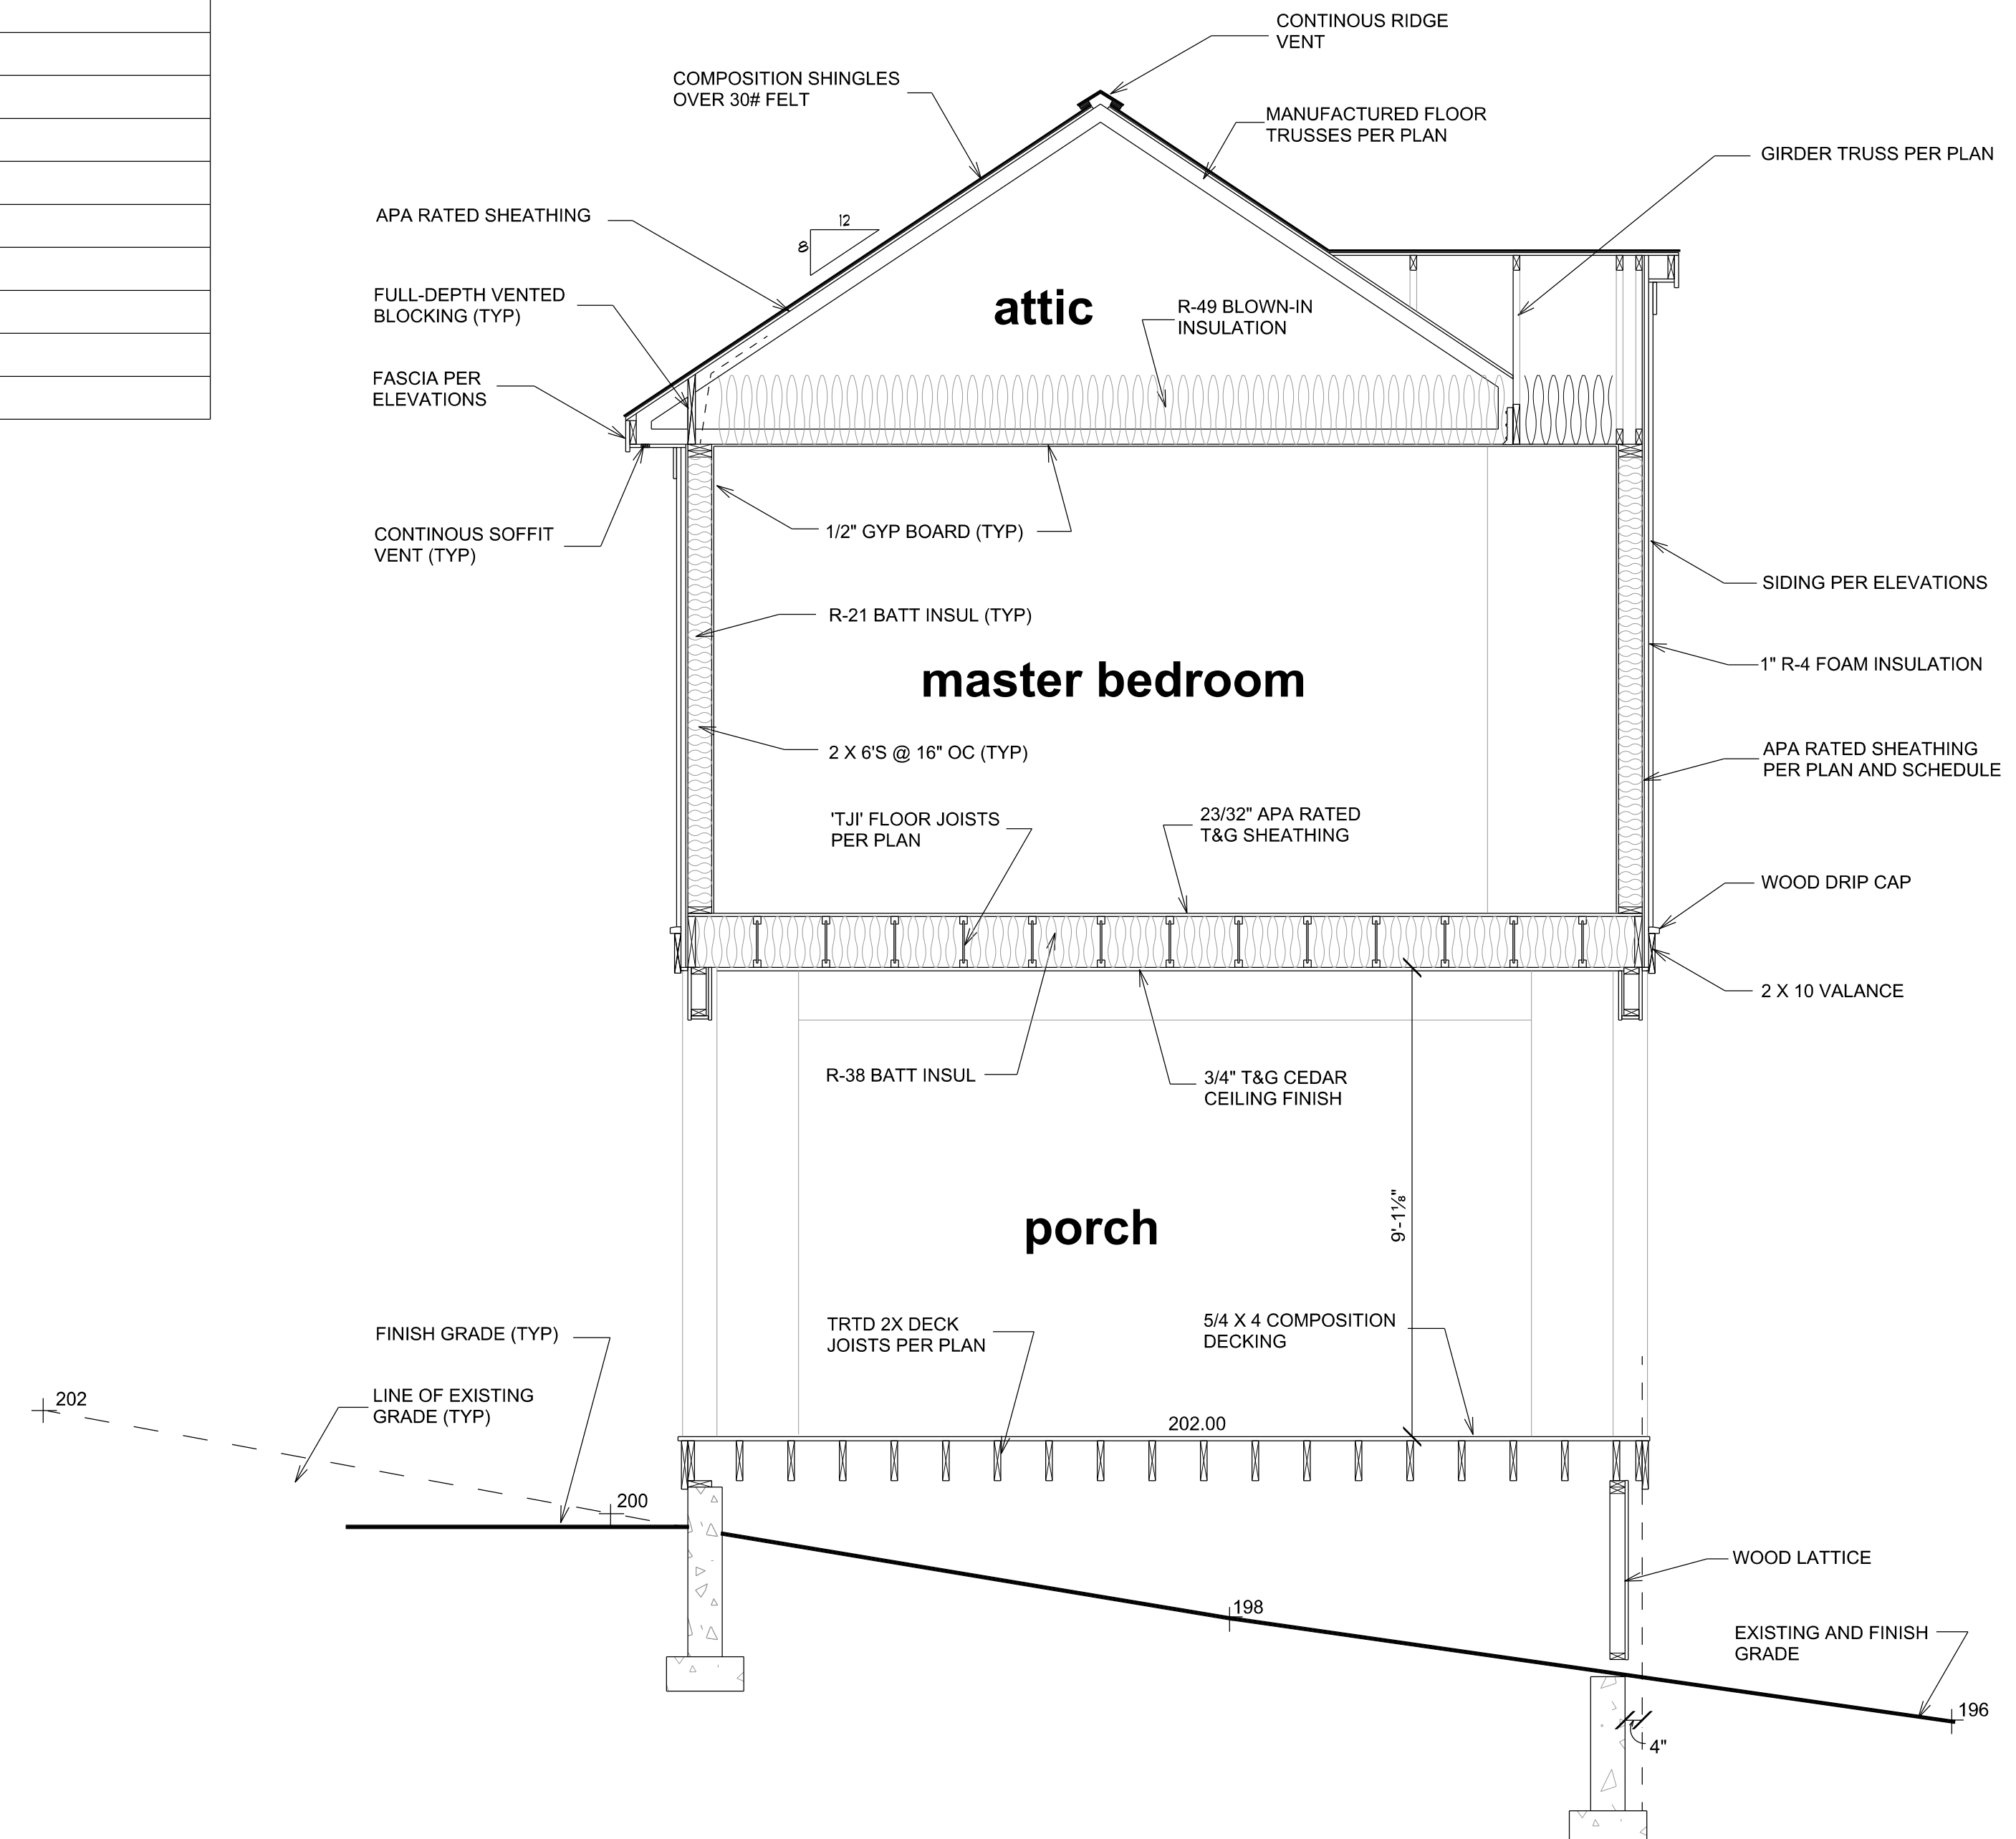 CONTINOUS RIDGE
VENT
COMPOSITION SHINGLES
OVER 30# FELT
MANUFACTURED FLOOR
TRUSSES PER PLAN
GIRDER TRUSS PER PLAN
APA RATED SHEATHING
12
8
FULL-DEPTH VENTED
BLOCKING (TYP)
attic
R-49 BLOWN-IN
INSULATION
FASCIA PER
ELEVATIONS
CONTINOUS SOFFIT
VENT (TYP)
1/2" GYP BOARD (TYP)
SIDING PER ELEVATIONS
R-21 BATT INSUL (TYP)
master bedroom
1" R-4 FOAM INSULATION
2 X 6'S @ 16" OC (TYP)
APA RATED SHEATHING
PER PLAN AND SCHEDULE
'TJI' FLOOR JOISTS
PER PLAN
23/32" APA RATED
T&G SHEATHING
WOOD DRIP CAP
2 X 10 VALANCE
R-38 BATT INSUL
3/4" T&G CEDAR
CEILING FINISH
9'-1⅛"
porch
FINISH GRADE (TYP)
TRTD 2X DECK
JOISTS PER PLAN
5/4 X 4 COMPOSITION
DECKING
202
LINE OF EXISTING
GRADE (TYP)
202.00
200
WOOD LATTICE
198
EXISTING AND FINISH
GRADE
196
4"